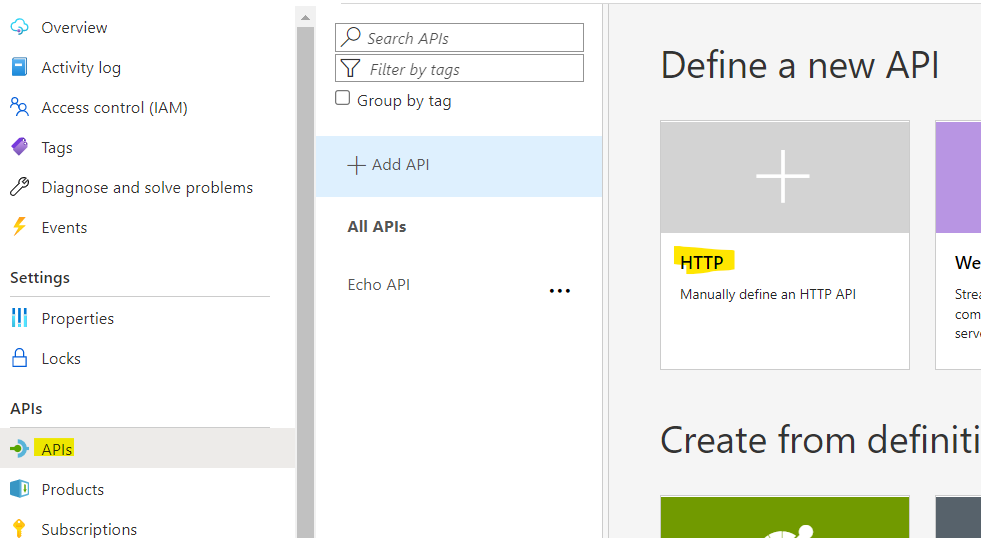 Overview
Activity log
Access control (IAM)
Tags
Diagnose and solve problems
Events
Settings
Properties
Locks
APIs
APIs
Products
Subscriptions
Search APIs
Filter by tags
Group by tag
Add API
All APIs
Echo API
Define a new API
HTTP
Manually define an HTTP API
We
Strea
com
serve
Create from definiti